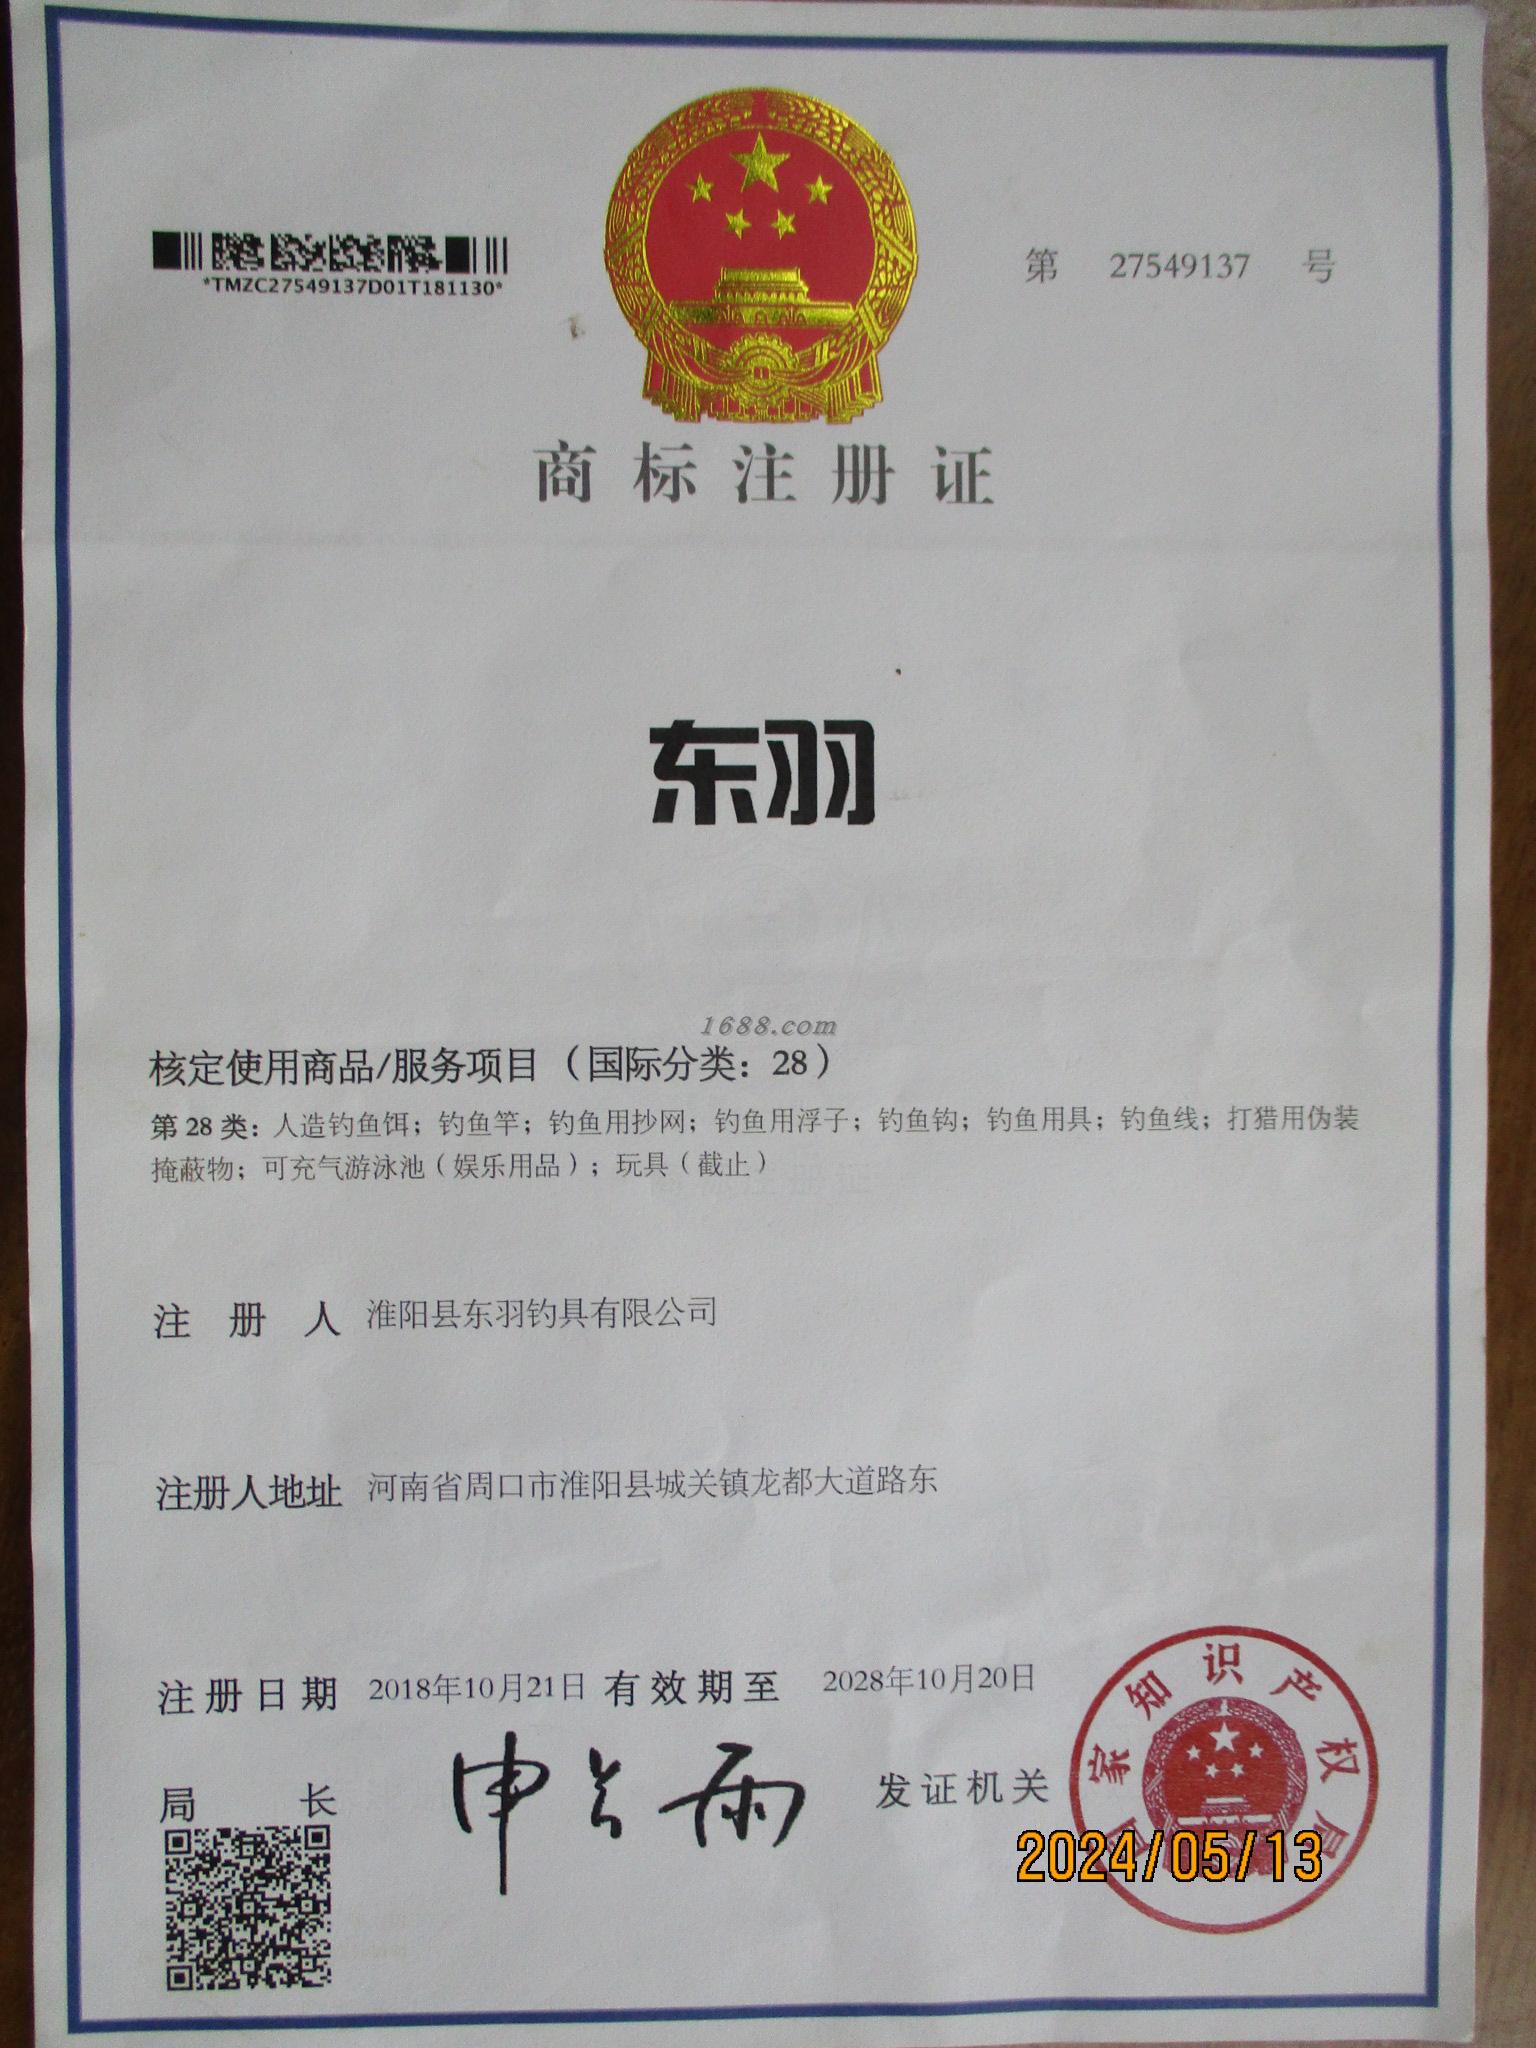 *TMZC27549137D01T181130*
第 27549137 号
商标注册证
东羽
1688.com
核定使用商品/服务项目（国际分类：28）
第 28 类：人造钓鱼饵；钓鱼竿；钓鱼用抄网；钓鱼用浮子；钓鱼钩；钓鱼用具；钓鱼线；打猎用伪装
掩蔽物；可充气游泳池（娱乐用品）；玩具（截止）
注 册 人 淮阳县东羽钓具有限公司
注册人地址 河南省周口市淮阳县城关镇龙都大道路东
注册日期 2018年10月21日 有效期至 2028年10月20日
局 长 申长雨 发证机关
国家知识产权局
2024/05/13